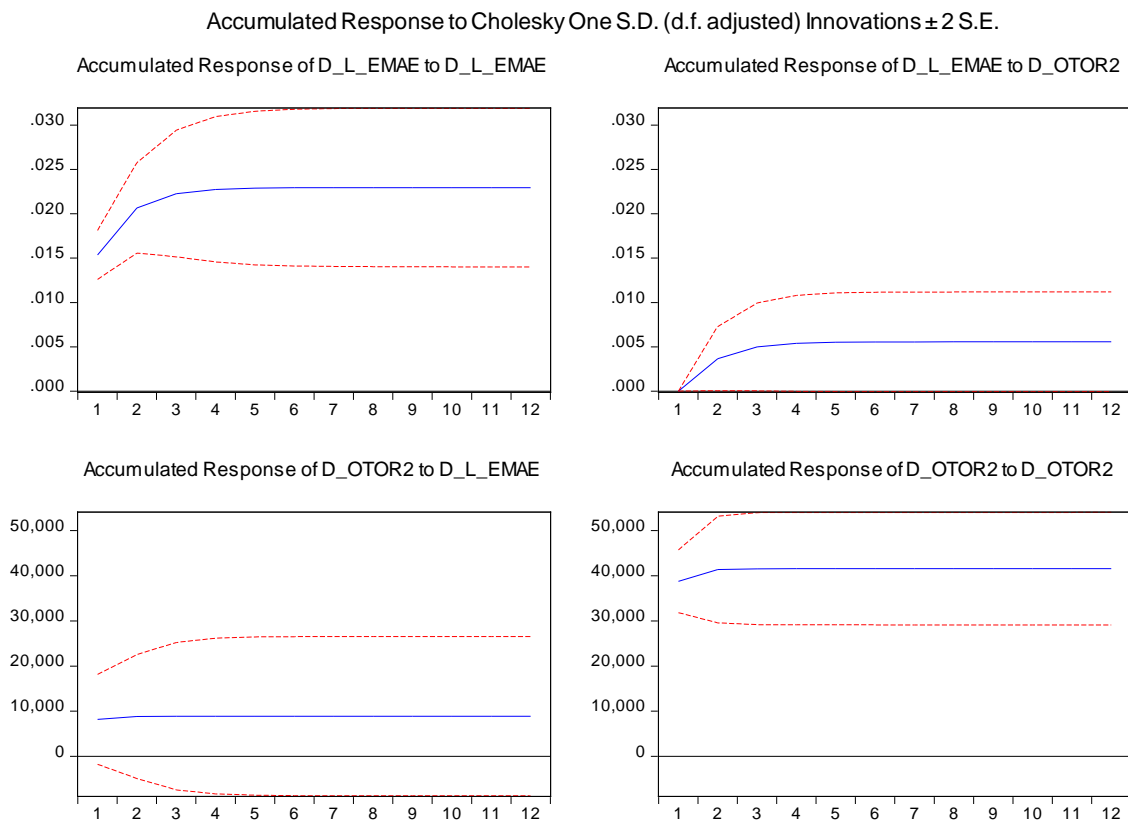 Accumulated Response to Cholesky One S.D. (d.f. adjusted) Innovations ± 2 S.E.
Accumulated Response of D_L_EMAE to D_L_EMAE
.030
.025
.020
.015
.010
.005
.000
1 2 3 4 5 6 7 8 9 10 11 12
Accumulated Response of D_L_EMAE to D_OTOR2
.030
.025
.020
.015
.010
.005
.000
1 2 3 4 5 6 7 8 9 10 11 12
Accumulated Response of D_OTOR2 to D_L_EMAE
50,000
40,000
30,000
20,000
10,000
0
1 2 3 4 5 6 7 8 9 10 11 12
Accumulated Response of D_OTOR2 to D_OTOR2
50,000
40,000
30,000
20,000
10,000
0
1 2 3 4 5 6 7 8 9 10 11 12